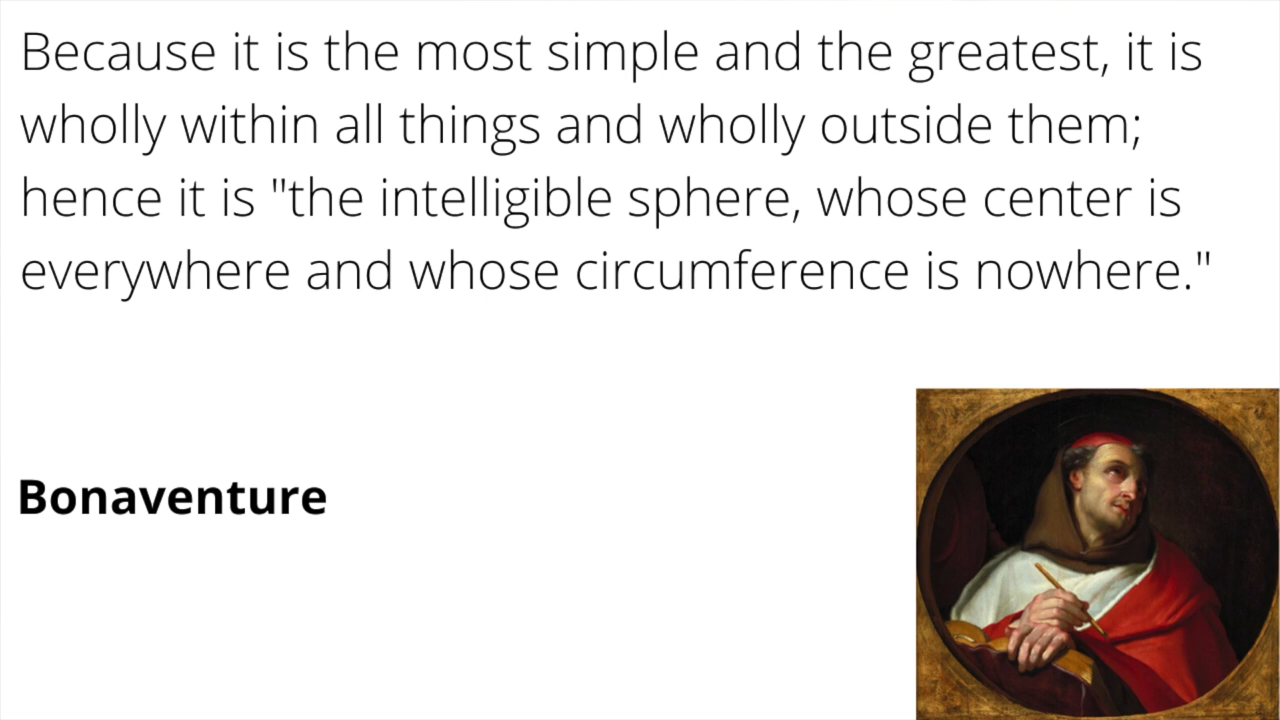 Because it is the most simple and the greatest, it is
wholly within all things and wholly outside them;
hence it is "the intelligible sphere, whose center is
everywhere and whose circumference is nowhere."
Bonaventure